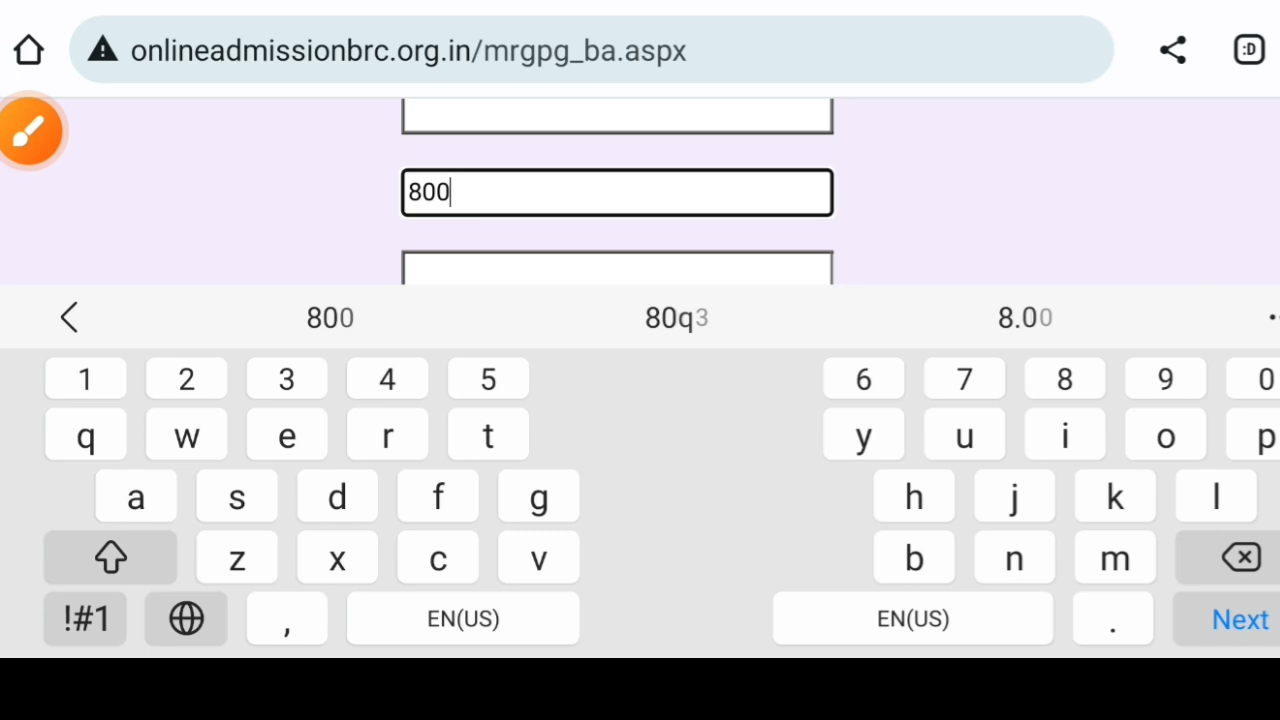 onlineadmissionbrc.org.in/mrgpg_ba.aspx
:D
800
800 80q3 8.00
1 2 3 4 5 6 7 8 9 0
q w e r t y u i o p
a s d f g h j k l
z x c v b n m
!#1 , EN(US) EN(US) . Next